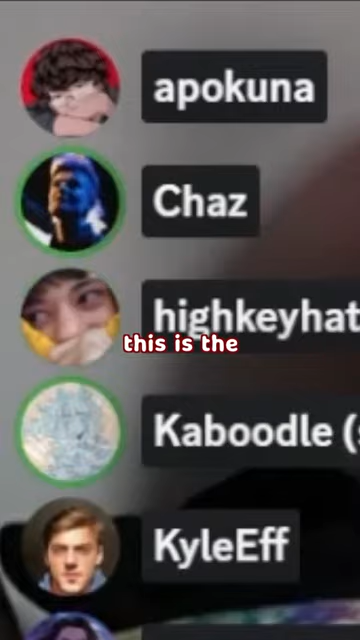 apokuna
Chaz
highkeyhat
this is the
Kaboodle (s
KyleEff